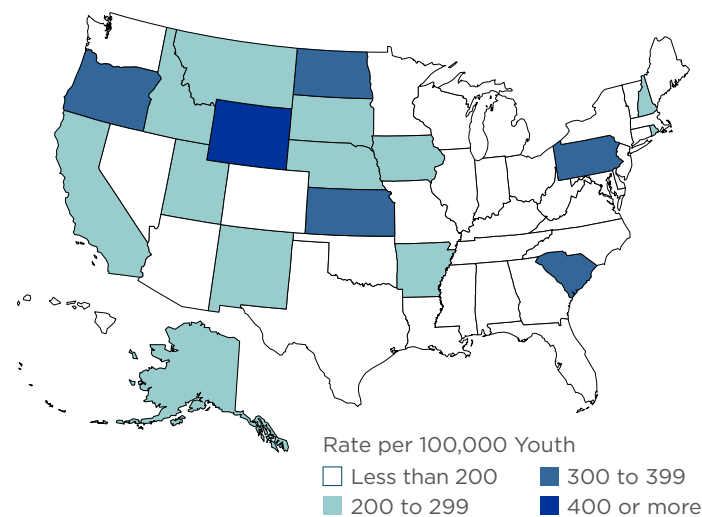 Rate per 100,000 Youth
Less than 200
300 to 399
200 to 299
400 or more